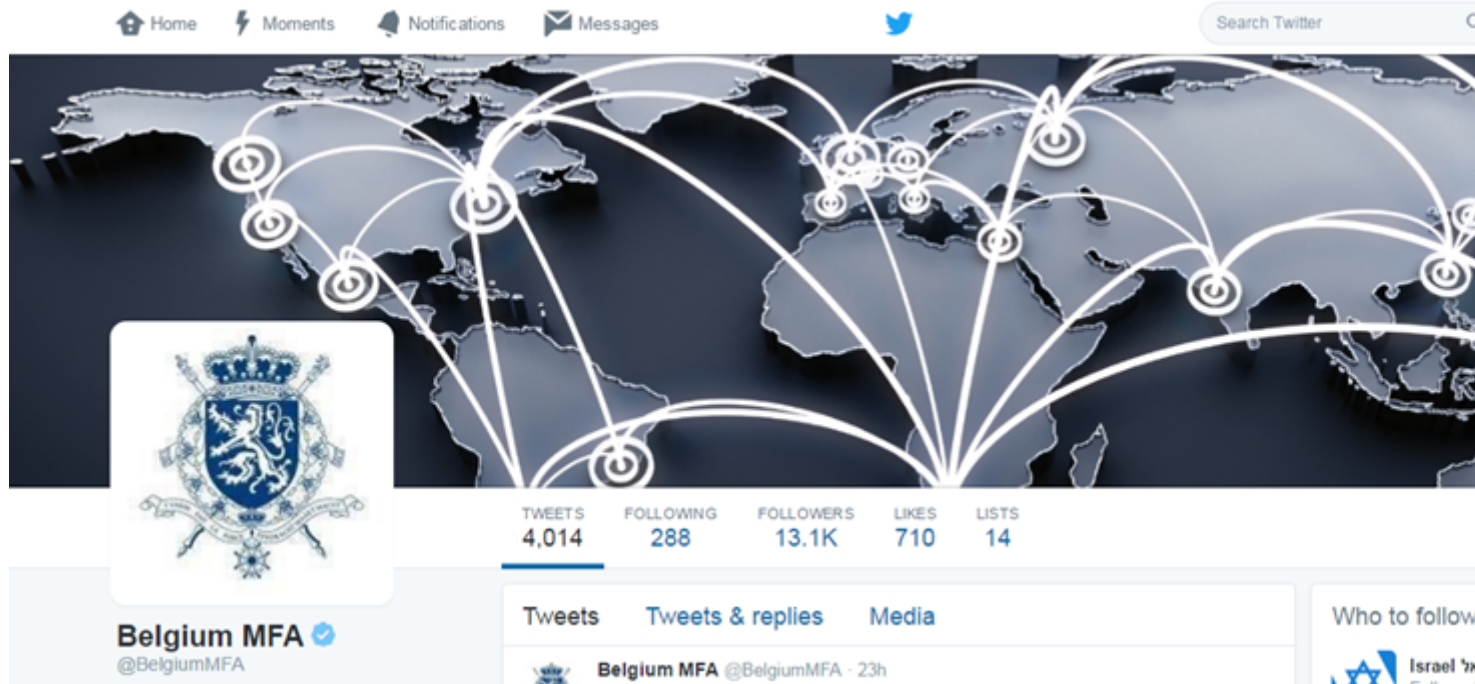 Home Moments Notifications Messages Search Twitter
TWEETS FOLLOWING FOLLOWERS LIKES LISTS
4,014 288 13.1K 710 14
Belgium MFA
@BelgiumMFA
Tweets Tweets & replies Media
Belgium MFA @BelgiumMFA · 23h
Who to follow
Israel